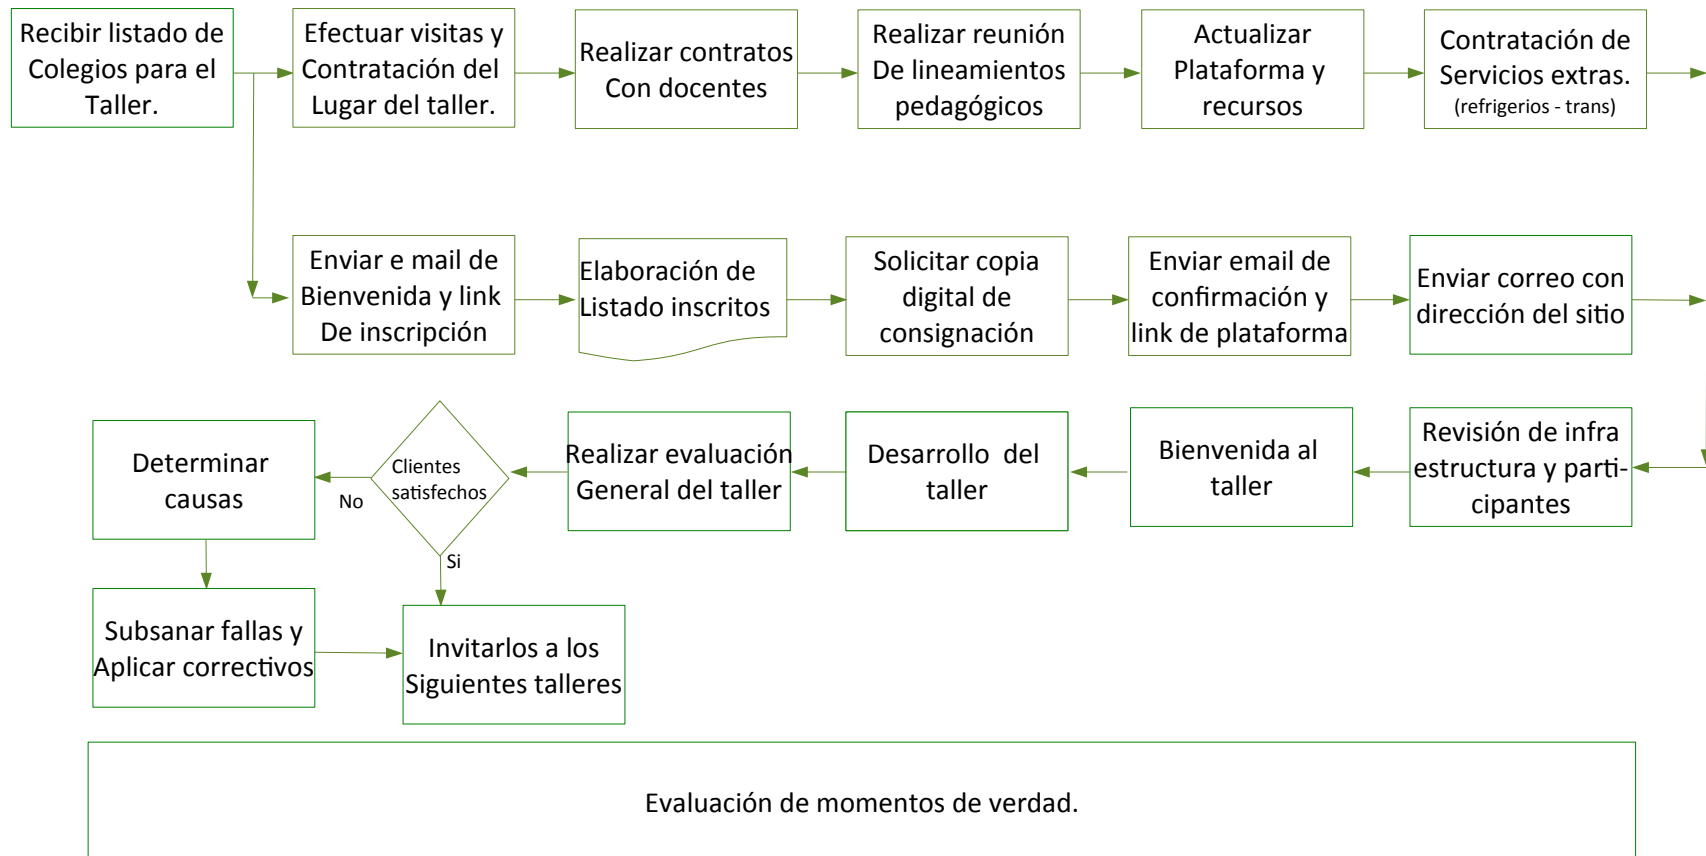 Recibir listado de
Colegios para el
Taller.
Efectuar visitas y
Contratación del
Lugar del taller.
Realizar contratos
Con docentes
Realizar reunión
De lineamientos
pedagógicos
Actualizar
Plataforma y
recursos
Contratación de
Servicios extras.
(refrigerios - trans)
Enviar e mail de
Bienvenida y link
De inscripción
Elaboración de
Listado inscritos
Solicitar copia
digital de
consignación
Enviar email de
confirmación y
link de plataforma
Enviar correo con
dirección del sitio
Revisión de infra
estructura y parti-
cipantes
Bienvenida al
taller
Desarrollo del
taller
Realizar evaluación
General del taller
Clientes
satisfechos
No
Si
Determinar
causas
Subsanar fallas y
Aplicar correctivos
Invitarlos a los
Siguientes talleres
Evaluación de momentos de verdad.